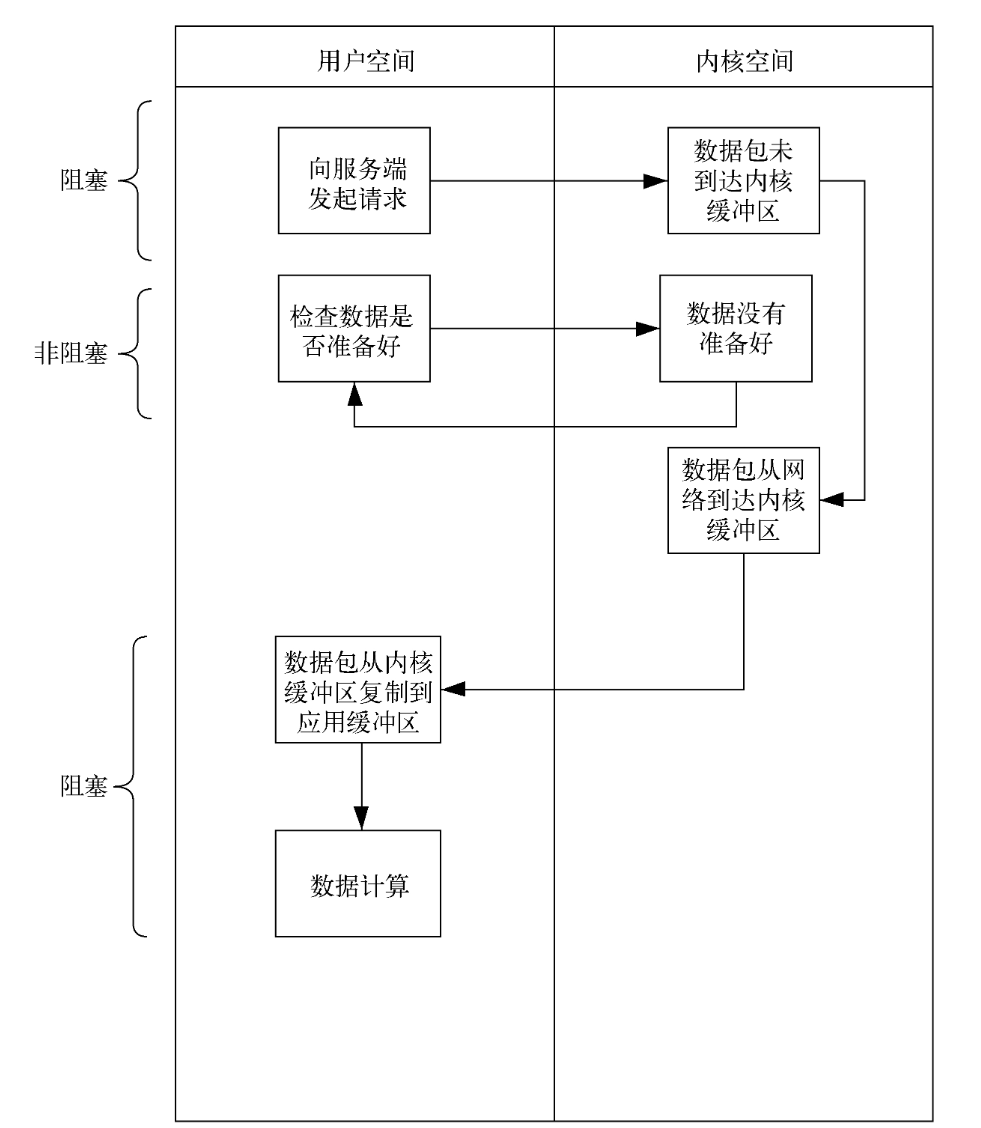 用户空间
内核空间
阻塞
向服务端
发起请求
数据包未
到达内核
缓冲区
非阻塞
检查数据是
否准备好
数据没有
准备好
数据包从网
络到达内核
缓冲区
阻塞
数据包从内核
缓冲区复制到
应用缓冲区
数据计算